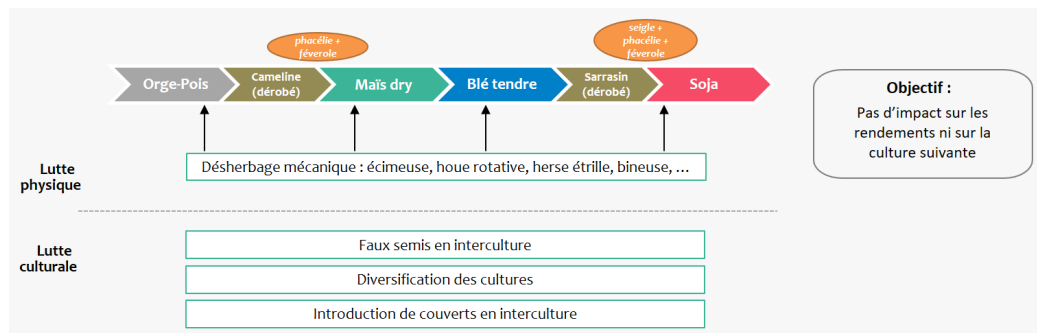 phacélie +
féverole
seigle +
phacélie +
féverole
Orge-Pois
Cameline
(dérobé)
Maïs dry
Blé tendre
Sarrasin
(dérobé)
Soja
Objectif :
Pas d’impact sur les
rendements ni sur la
culture suivante
Lutte
physique
Désherbage mécanique : écimeuse, houe rotative, herse étrille, bineuse, ...
Lutte
culturale
Faux semis en interculture
Diversification des cultures
Introduction de couverts en interculture